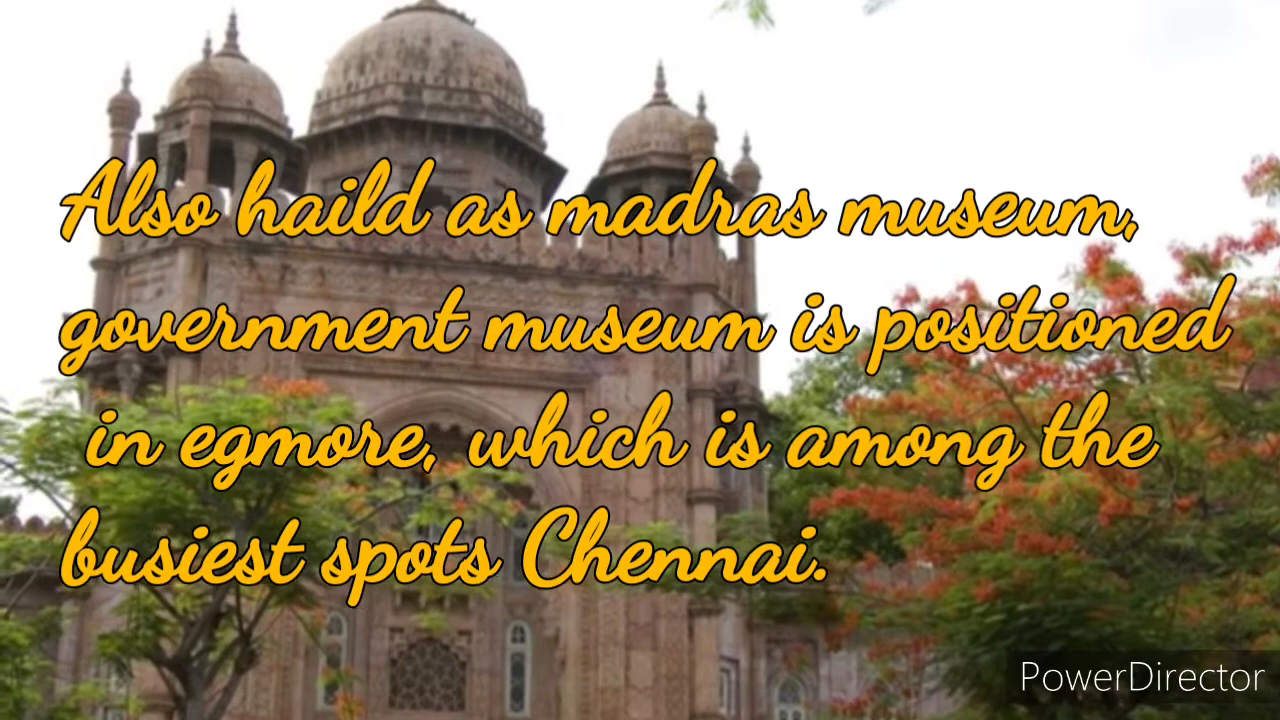 Also haild as madras museum,
government museum is positioned
in egmore, which is among the
busiest spots Chennai.
PowerDirector